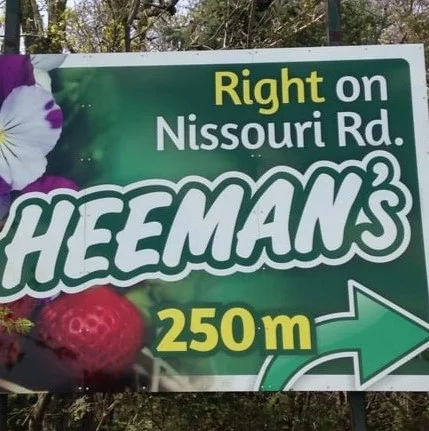 Right on
Nissouri Rd.
HEEMAN'S
250 m